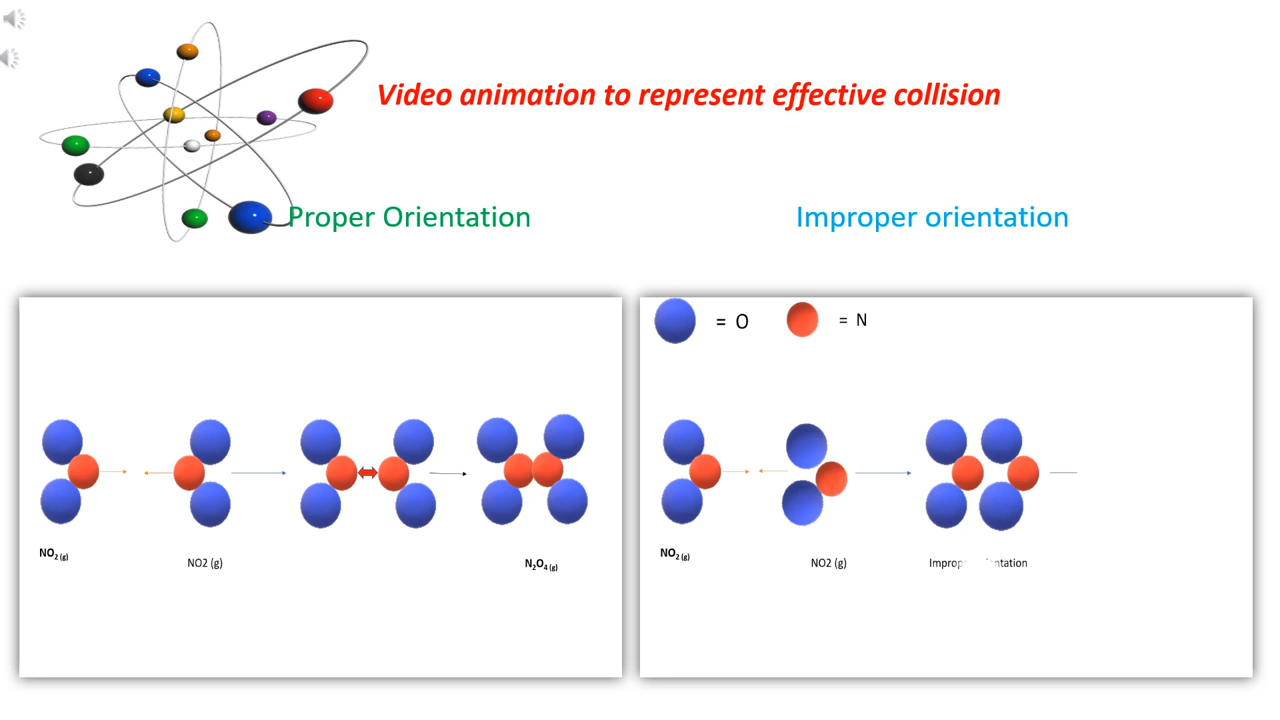 Video animation to represent effective collision
Proper Orientation
Improper orientation
= O
= N
NO₂ (g)
NO2 (g)
N₂O₄ (g)
NO₂ (g)
NO2 (g)